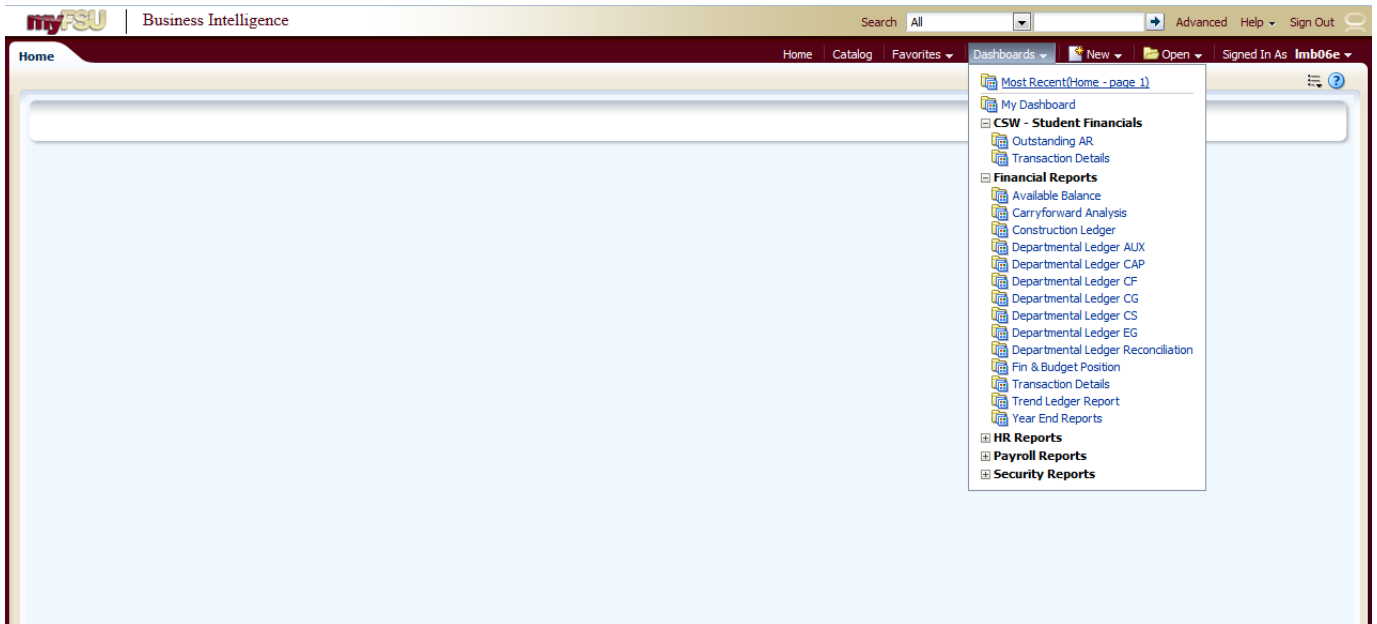 myFSU Business Intelligence Search All Advanced Help Sign Out
Home Home Catalog Favorites Dashboards New Open Signed In As lmb06e
Most Recent(Home - page 1)
My Dashboard
CSW - Student Financials
Outstanding AR
Transaction Details
Financial Reports
Available Balance
Carryforward Analysis
Construction Ledger
Departmental Ledger AUX
Departmental Ledger CAP
Departmental Ledger CF
Departmental Ledger CG
Departmental Ledger CS
Departmental Ledger EG
Departmental Ledger Reconciliation
Fin & Budget Position
Transaction Details
Trend Ledger Report
Year End Reports
HR Reports
Payroll Reports
Security Reports